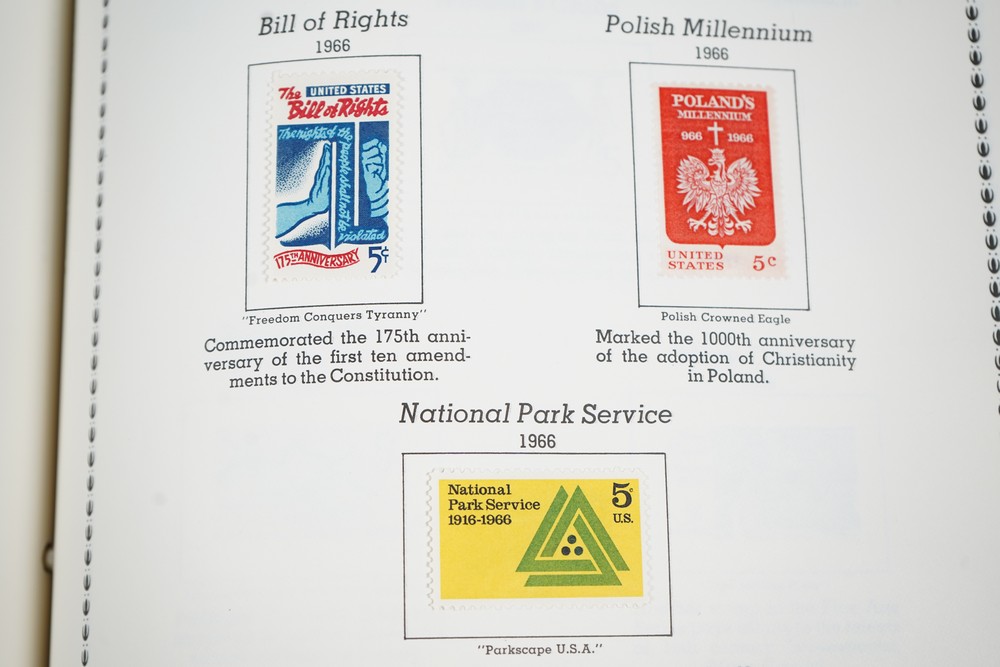 Bill of Rights
1966
The UNITED STATES
Bill of Rights
The rights of the
people shall not be
violated
175TH ANNIVERSARY
5¢
"Freedom Conquers Tyranny"
Commemorated the 175th anni-
versary of the first ten amend-
ments to the Constitution.
Polish Millennium
1966
POLAND'S
MILLENNIUM
966 1966
UNITED
STATES 5c
Polish Crowned Eagle
Marked the 1000th anniversary
of the adoption of Christianity
in Poland.
National Park Service
1966
National
Park Service
1916-1966
5c
U.S.
"Parkscape U.S.A."